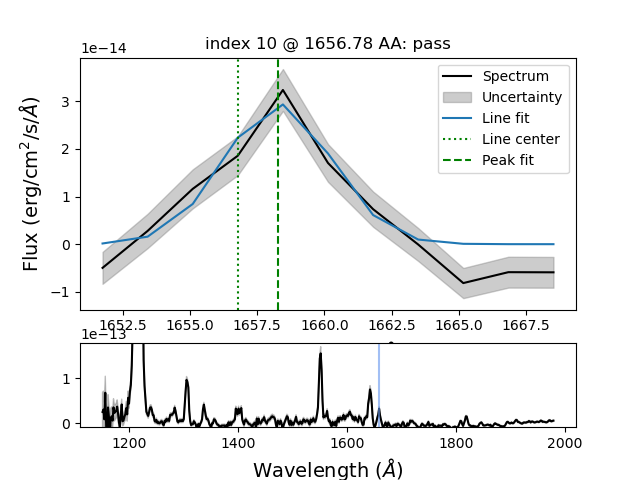 index 10 @ 1656.78 AA: pass
1e−14
Flux (erg/cm²/s/Å)
3
2
1
0
−1
Spectrum
Uncertainty
Line fit
Line center
Peak fit
1652.5 1655.0 1657.5 1660.0 1662.5 1665.0 1667.5
1e−13
1
0
1200 1400 1600 1800 2000
Wavelength (Å)